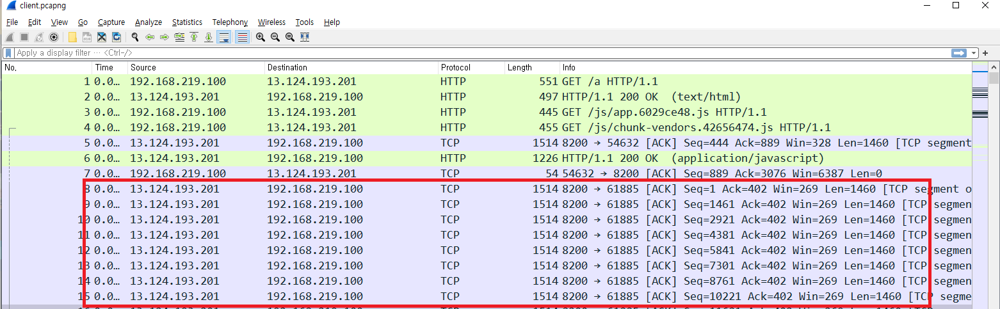 client.pcapng
File Edit View Go Capture Analyze Statistics Telephony Wireless Tools Help
Apply a display filter ⋯ <Ctrl-/>
No. Time Source Destination Protocol Length Info
1 0.0… 192.168.219.100 13.124.193.201 HTTP 551 GET /a HTTP/1.1
2 0.0… 13.124.193.201 192.168.219.100 HTTP 497 HTTP/1.1 200 OK (text/html)
3 0.0… 192.168.219.100 13.124.193.201 HTTP 445 GET /js/app.6029ce48.js HTTP/1.1
4 0.0… 192.168.219.100 13.124.193.201 HTTP 455 GET /js/chunk-vendors.42656474.js HTTP/1.1
5 0.0… 13.124.193.201 192.168.219.100 TCP 1514 8200 → 54632 [ACK] Seq=444 Ack=889 Win=328 Len=1460 [TCP segment
6 0.0… 13.124.193.201 192.168.219.100 HTTP 1226 HTTP/1.1 200 OK (application/javascript)
7 0.0… 192.168.219.100 13.124.193.201 TCP 54 54632 → 8200 [ACK] Seq=889 Ack=3076 Win=6387 Len=0
8 0.0… 13.124.193.201 192.168.219.100 TCP 1514 8200 → 61885 [ACK] Seq=1 Ack=402 Win=269 Len=1460 [TCP segment o
9 0.0… 13.124.193.201 192.168.219.100 TCP 1514 8200 → 61885 [ACK] Seq=1461 Ack=402 Win=269 Len=1460 [TCP segmen
10 0.0… 13.124.193.201 192.168.219.100 TCP 1514 8200 → 61885 [ACK] Seq=2921 Ack=402 Win=269 Len=1460 [TCP segmen
11 0.0… 13.124.193.201 192.168.219.100 TCP 1514 8200 → 61885 [ACK] Seq=4381 Ack=402 Win=269 Len=1460 [TCP segmen
12 0.0… 13.124.193.201 192.168.219.100 TCP 1514 8200 → 61885 [ACK] Seq=5841 Ack=402 Win=269 Len=1460 [TCP segmen
13 0.0… 13.124.193.201 192.168.219.100 TCP 1514 8200 → 61885 [ACK] Seq=7301 Ack=402 Win=269 Len=1460 [TCP segmen
14 0.0… 13.124.193.201 192.168.219.100 TCP 1514 8200 → 61885 [ACK] Seq=8761 Ack=402 Win=269 Len=1460 [TCP segmen
15 0.0… 13.124.193.201 192.168.219.100 TCP 1514 8200 → 61885 [ACK] Seq=10221 Ack=402 Win=269 Len=1460 [TCP segme